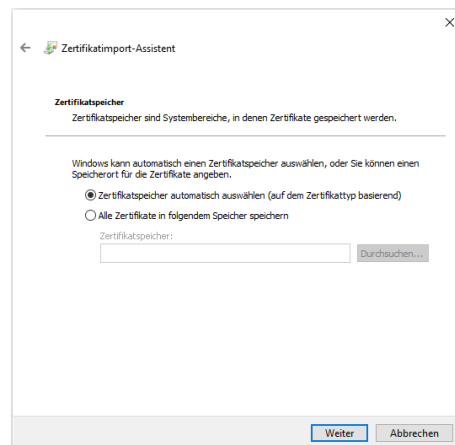 Zertifikatimport-Assistent
Zertifikatspeicher
Zertifikatspeicher sind Systembereiche, in denen Zertifikate gespeichert werden.
Windows kann automatisch einen Zertifikatspeicher auswählen, oder Sie können einen
Speicherort für die Zertifikate angeben.
Zertifikatspeicher automatisch auswählen (auf dem Zertifikattyp basierend)
Alle Zertifikate in folgendem Speicher speichern
Zertifikatspeicher:
Durchsuchen...
Weiter Abbrechen